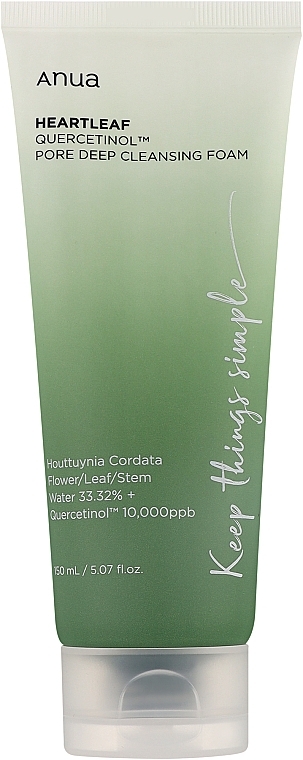 Anua
HEARTLEAF
QUERCETINOL™
PORE DEEP CLEANSING FOAM
Keep things simple
Houttuynia Cordata
Flower/Leaf/Stem
Water 33.32% +
Quercetinol™ 10,000ppb
150 mL / 5.07 fl.oz.